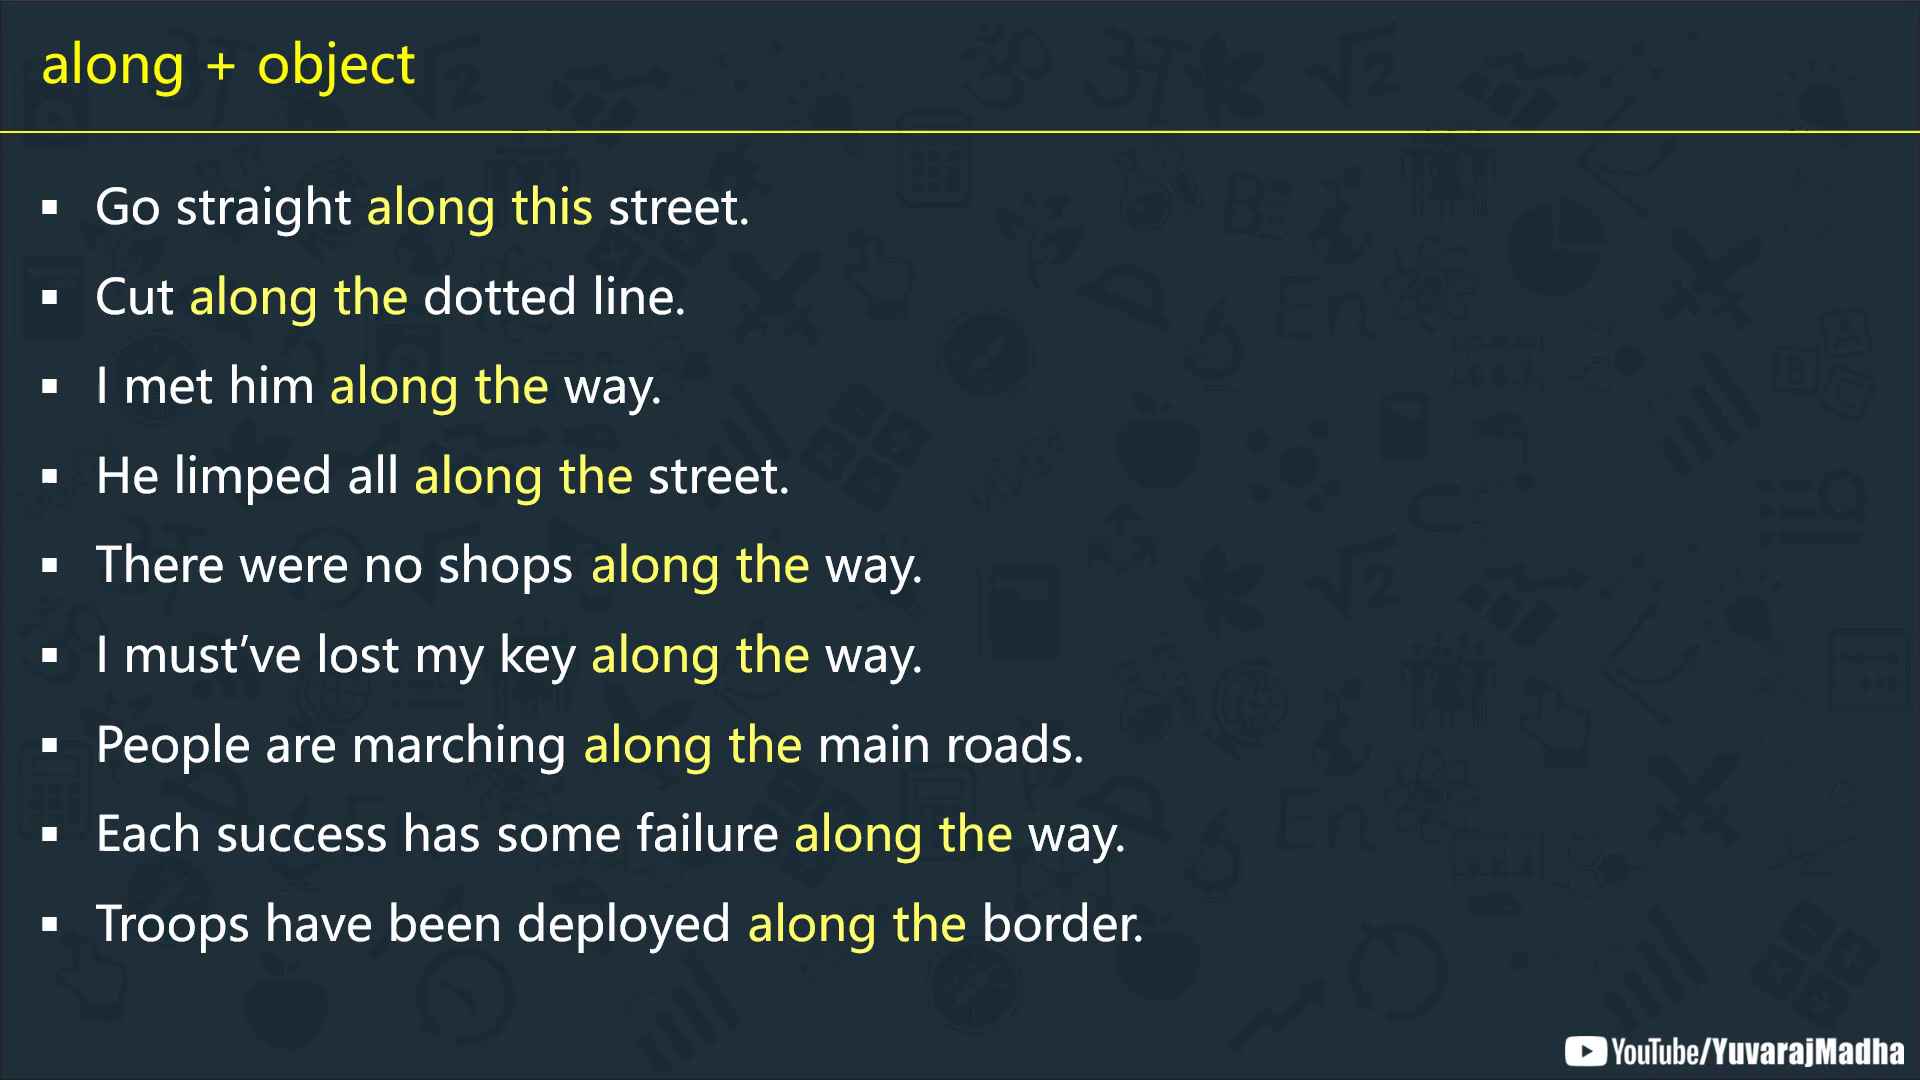 along + object
▪ Go straight along this street.
▪ Cut along the dotted line.
▪ I met him along the way.
▪ He limped all along the street.
▪ There were no shops along the way.
▪ I must’ve lost my key along the way.
▪ People are marching along the main roads.
▪ Each success has some failure along the way.
▪ Troops have been deployed along the border.
YouTube/YuvarajMadha